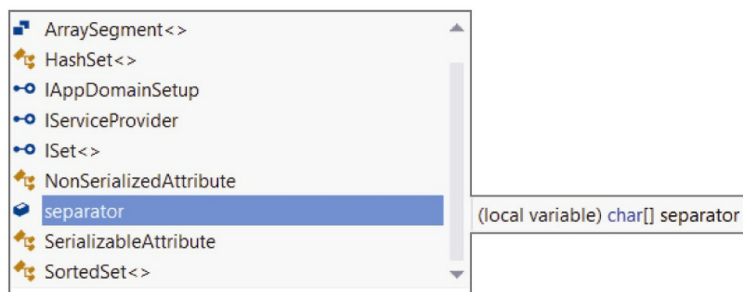 ArraySegment<>
HashSet<>
IAppDomainSetup
IServiceProvider
ISet<>
NonSerializedAttribute
separator
(local variable) char[] separator
SerializableAttribute
SortedSet<>